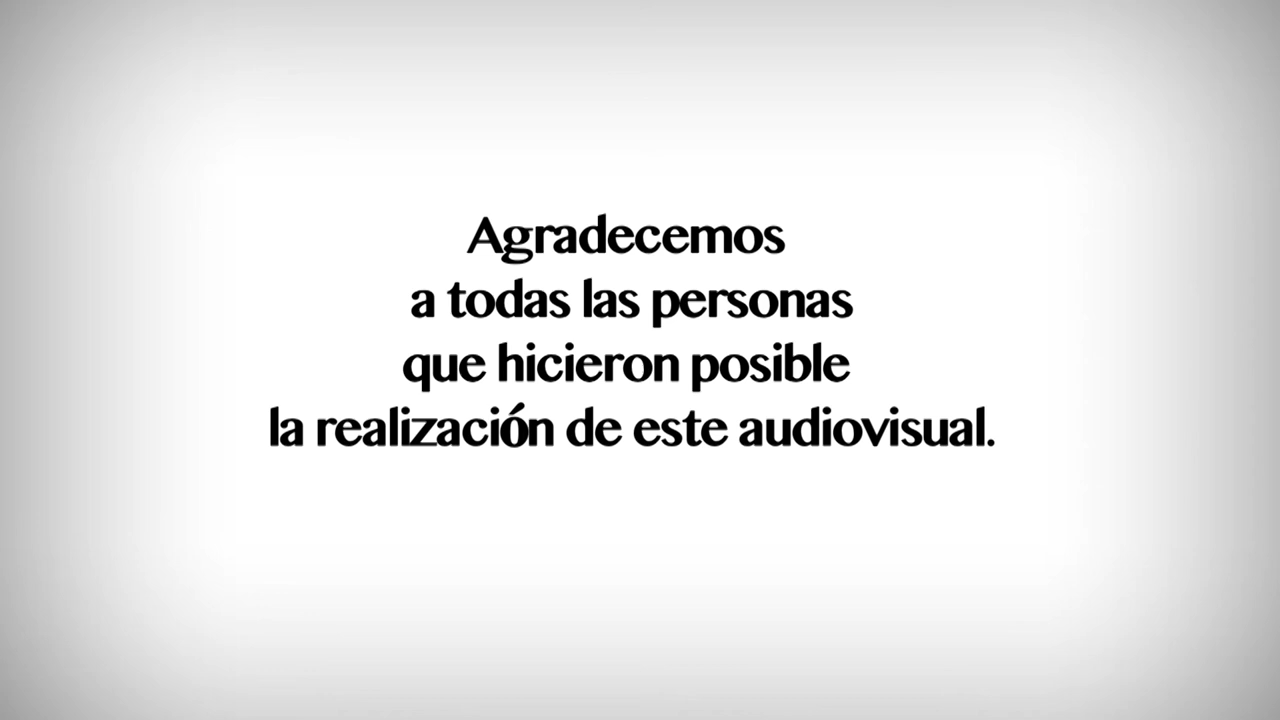 Agradecemos
a todas las personas
que hicieron posible
la realización de este audiovisual.